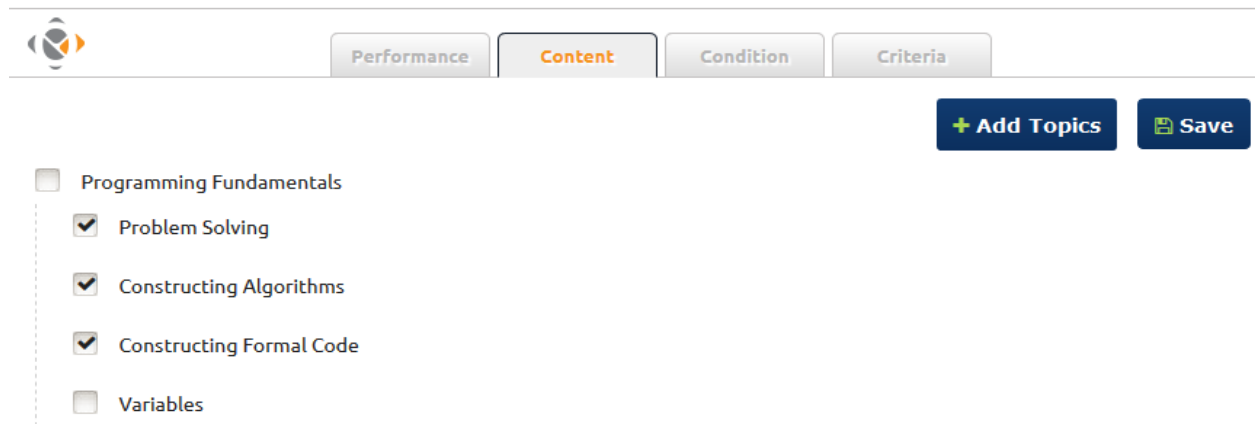 Performance Content Condition Criteria
+ Add Topics Save
Programming Fundamentals
Problem Solving
Constructing Algorithms
Constructing Formal Code
Variables